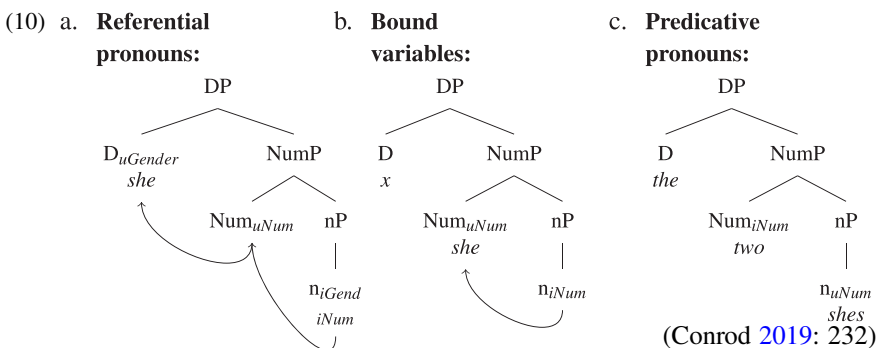 (10) a. Referential pronouns: b. Bound variables: c. Predicative pronouns:
DP DP DP
D_uGender NumP D NumP D NumP
she x the
Num_uNum nP Num_uNum nP Num_iNum nP
she two
n_iGend n_iNum n_uNum
iNum shes
(Conrod 2019: 232)